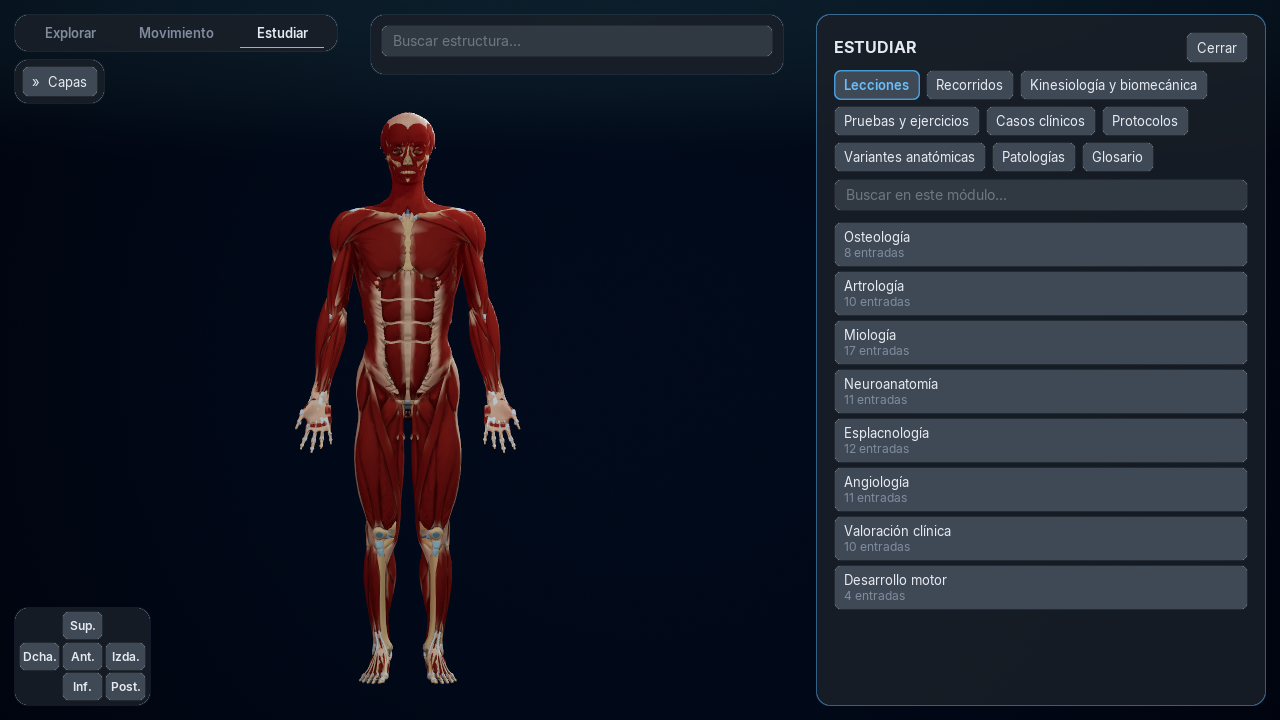 Explorar Movimiento Estudiar
» Capas
Buscar estructura...
ESTUDIAR
Cerrar
Lecciones Recorridos Kinesiología y biomecánica
Pruebas y ejercicios Casos clínicos Protocolos
Variantes anatómicas Patologías Glosario
Buscar en este módulo...
Osteología
8 entradas
Artrología
10 entradas
Miología
17 entradas
Neuroanatomía
11 entradas
Esplacnología
12 entradas
Angiología
11 entradas
Valoración clínica
10 entradas
Desarrollo motor
4 entradas
Sup.
Dcha. Ant. Izda.
Inf. Post.